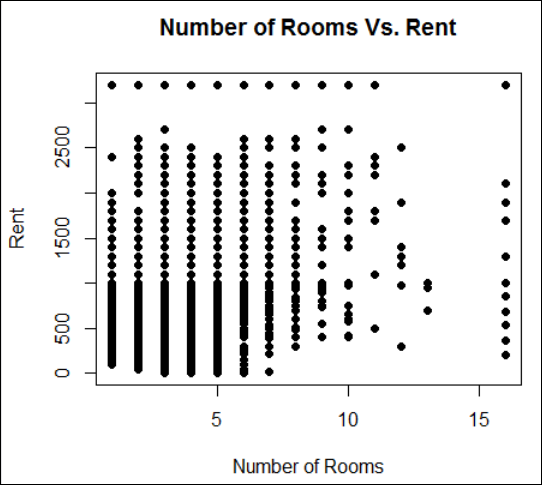 Number of Rooms Vs. Rent
Rent
2500
1500
500
0
5 10 15
Number of Rooms